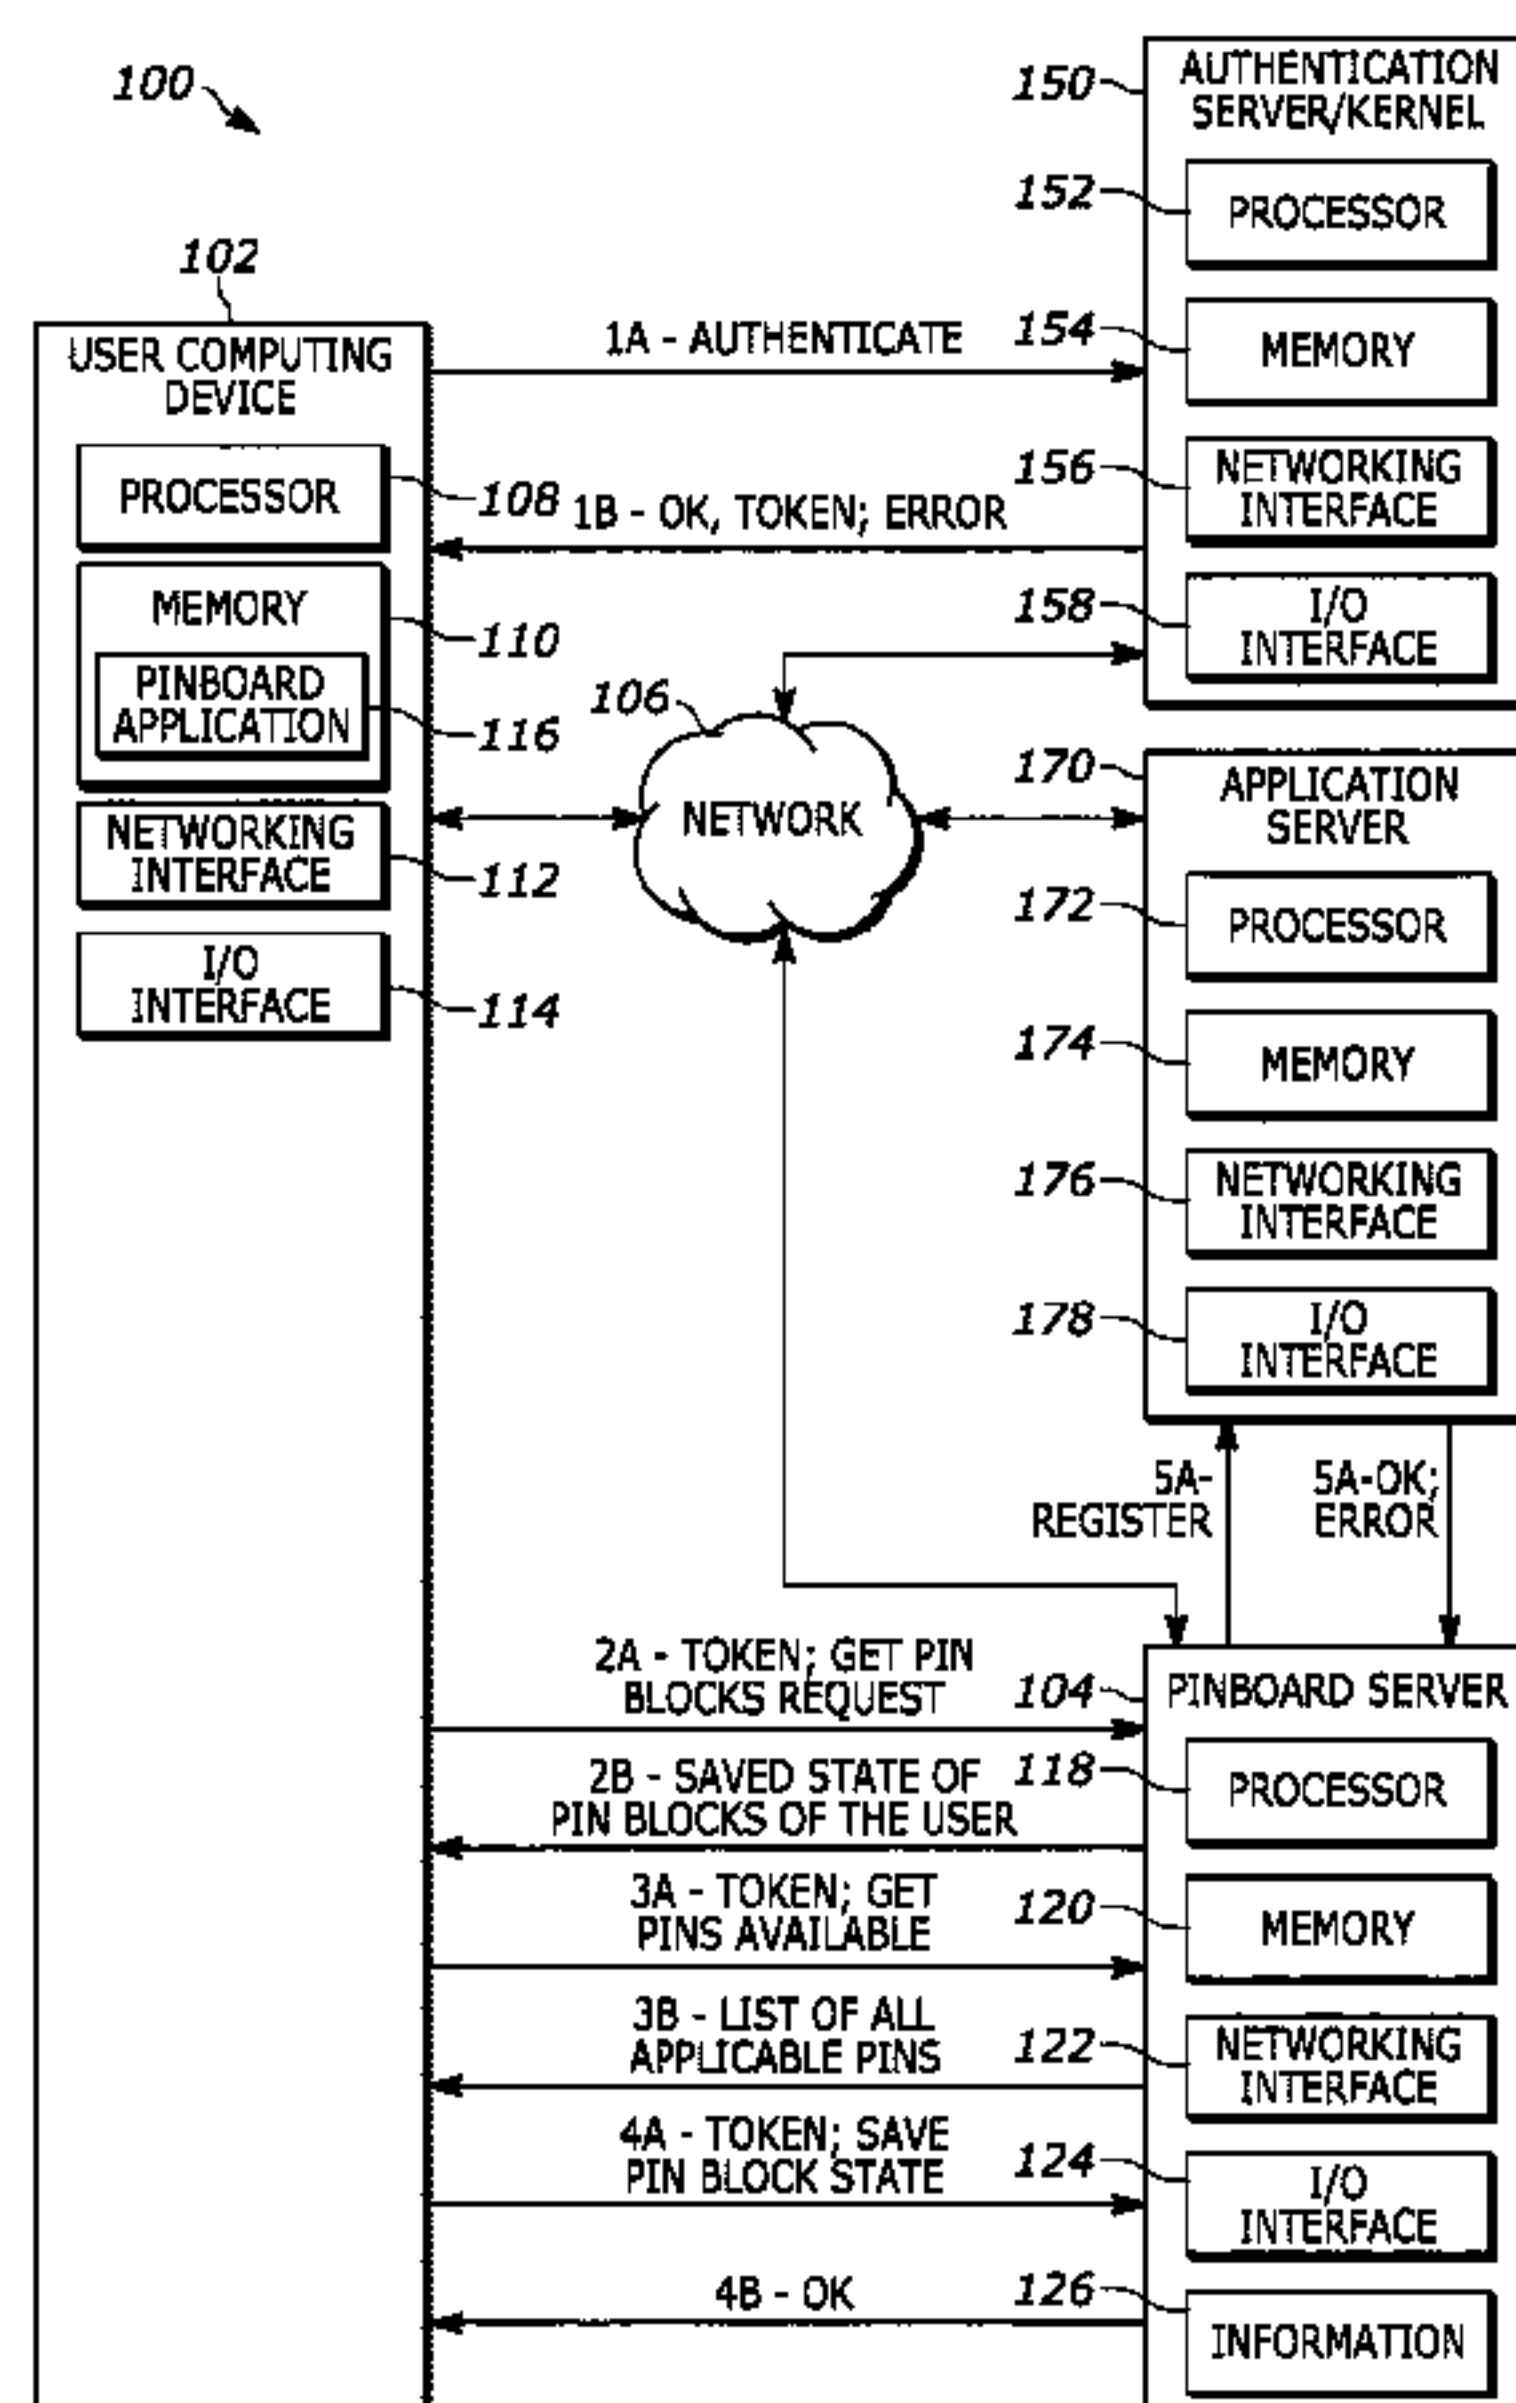 100
102
USER COMPUTING
DEVICE
PROCESSOR
108
MEMORY
110
PINBOARD
APPLICATION
116
NETWORKING
INTERFACE
112
I/O
INTERFACE
114
1A - AUTHENTICATE
1B - OK, TOKEN; ERROR
106
NETWORK
150
AUTHENTICATION
SERVER/KERNEL
152
PROCESSOR
154
MEMORY
156
NETWORKING
INTERFACE
158
I/O
INTERFACE
170
APPLICATION
SERVER
172
PROCESSOR
174
MEMORY
176
NETWORKING
INTERFACE
178
I/O
INTERFACE
5A-
REGISTER
5A-OK;
ERROR
2A - TOKEN; GET PIN
BLOCKS REQUEST
2B - SAVED STATE OF
PIN BLOCKS OF THE USER
3A - TOKEN; GET
PINS AVAILABLE
3B - LIST OF ALL
APPLICABLE PINS
4A - TOKEN; SAVE
PIN BLOCK STATE
4B - OK
104
PINBOARD SERVER
118
PROCESSOR
120
MEMORY
122
NETWORKING
INTERFACE
124
I/O
INTERFACE
126
INFORMATION